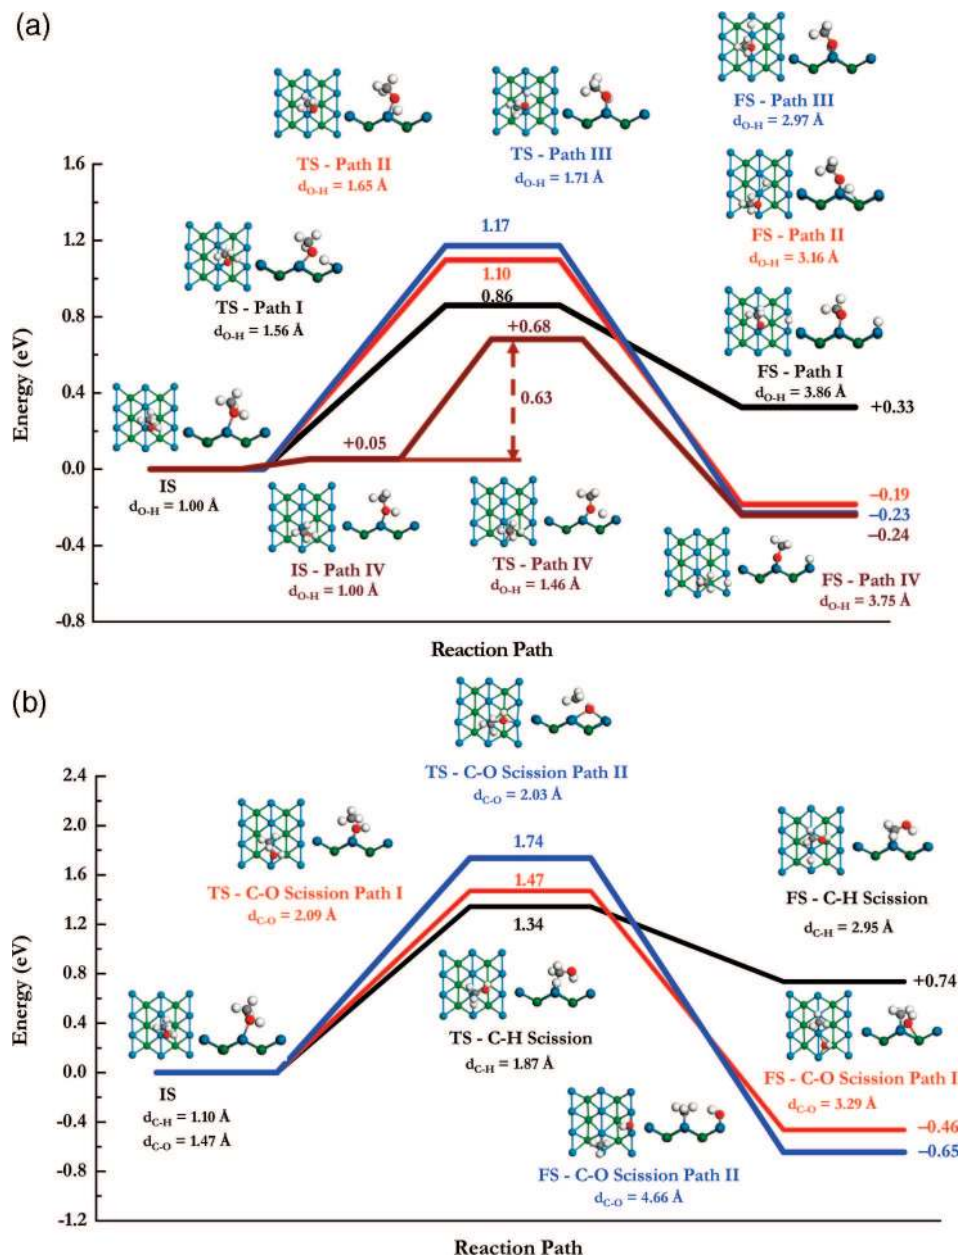 (a)
FS - Path III
dO-H = 2.97 Å
TS - Path II
dO-H = 1.65 Å
TS - Path III
dO-H = 1.71 Å
1.6
1.2
0.8
0.4
0.0
-0.4
-0.8
Energy (eV)
1.17
1.10
0.86
FS - Path II
dO-H = 3.16 Å
TS - Path I
dO-H = 1.56 Å
+0.68
0.63
+0.05
FS - Path I
dO-H = 3.86 Å
+0.33
IS
dO-H = 1.00 Å
−0.19
−0.23
−0.24
IS - Path IV
dO-H = 1.00 Å
TS - Path IV
dO-H = 1.46 Å
FS - Path IV
dO-H = 3.75 Å
Reaction Path
(b)
TS - C-O Scission Path II
dC-O = 2.03 Å
2.4
2.0
1.6
1.2
0.8
0.4
0.0
-0.4
-0.8
-1.2
Energy (eV)
TS - C-O Scission Path I
dC-O = 2.09 Å
1.74
1.47
1.34
FS - C-H Scission
dC-H = 2.95 Å
+0.74
TS - C-H Scission
dC-H = 1.87 Å
IS
dC-H = 1.10 Å
dC-O = 1.47 Å
FS - C-O Scission Path I
dC-O = 3.29 Å
−0.46
−0.65
FS - C-O Scission Path II
dC-O = 4.66 Å
Reaction Path